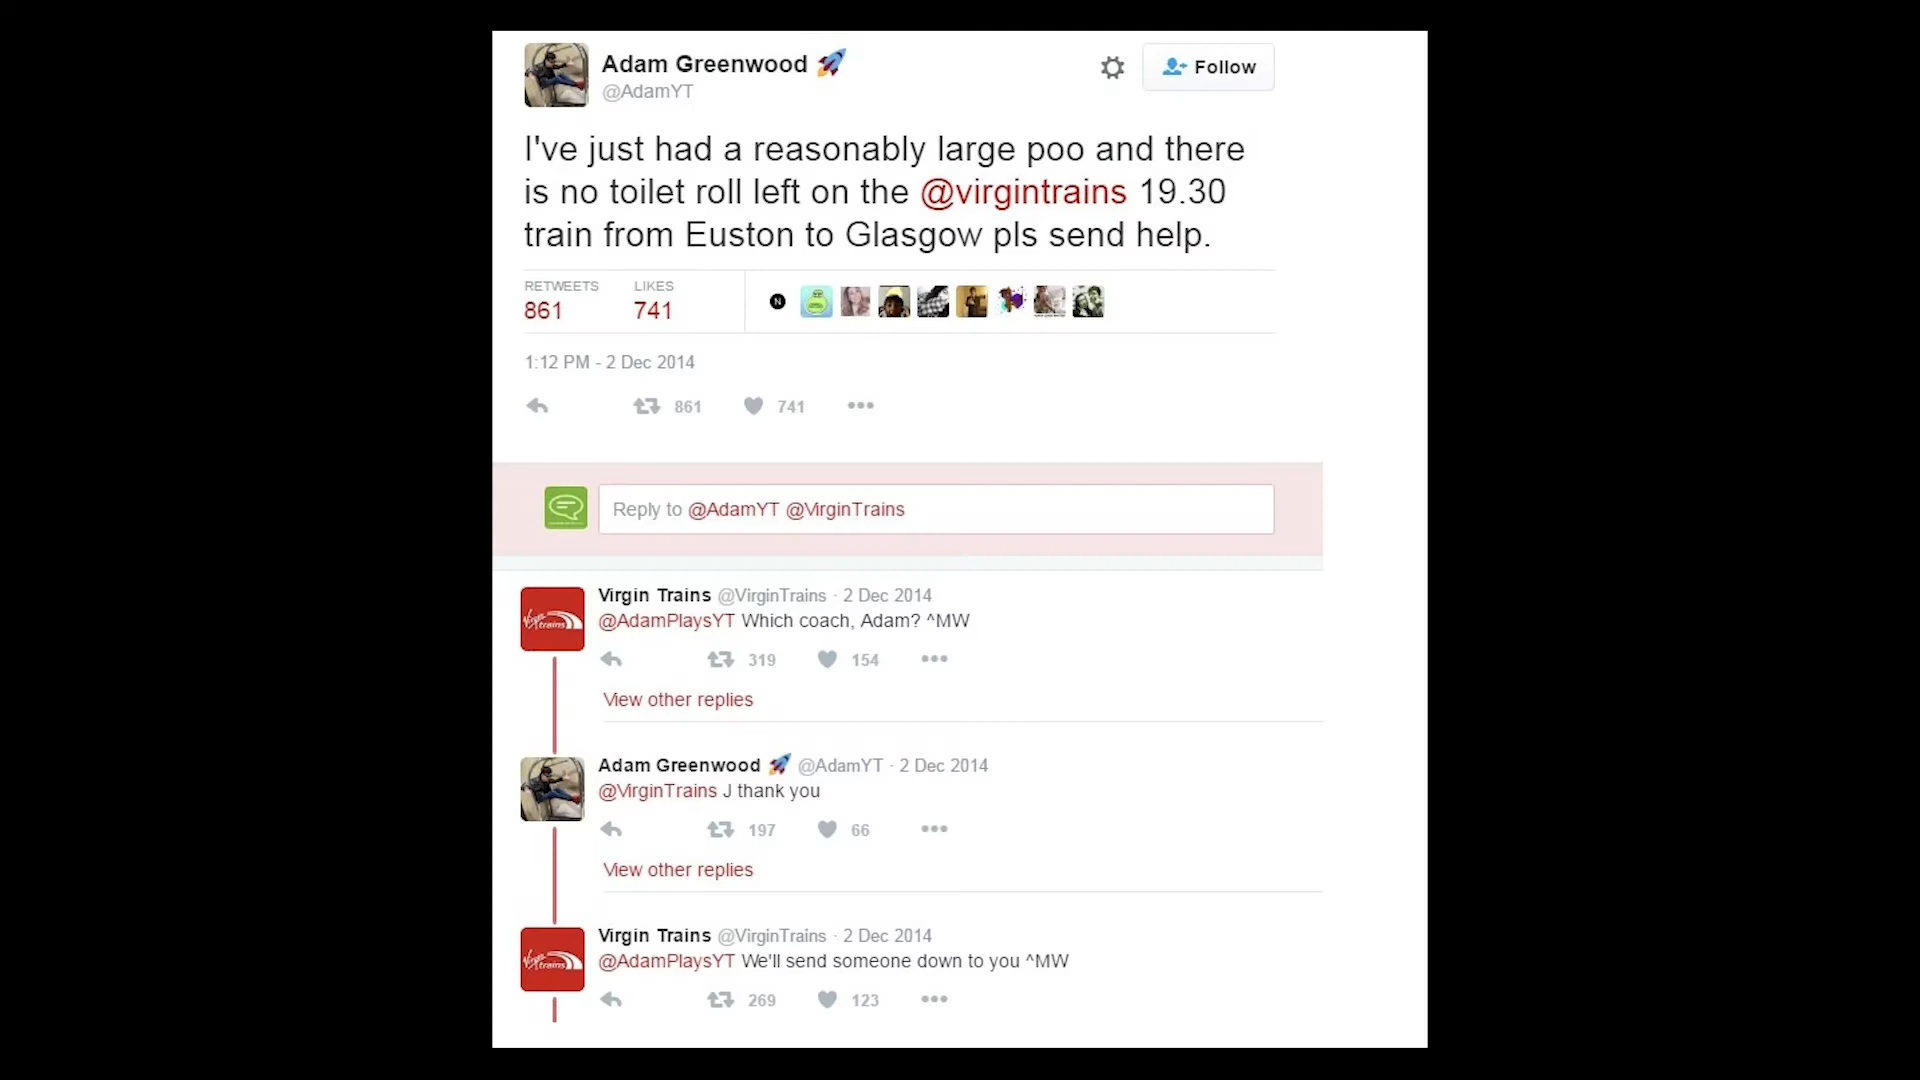 Adam Greenwood 🚀
@AdamYT
Follow
I've just had a reasonably large poo and there
is no toilet roll left on the @virgintrains 19.30
train from Euston to Glasgow pls send help.
RETWEETS LIKES
861 741
N
1:12 PM - 2 Dec 2014
861 741 •••
Reply to @AdamYT @VirginTrains
Virgin Trains @VirginTrains · 2 Dec 2014
Virgin trains
@AdamPlaysYT Which coach, Adam? ^MW
319 154 •••
View other replies
Adam Greenwood 🚀 @AdamYT · 2 Dec 2014
@VirginTrains J thank you
197 66 •••
View other replies
Virgin Trains @VirginTrains · 2 Dec 2014
Virgin trains
@AdamPlaysYT We'll send someone down to you ^MW
269 123 •••